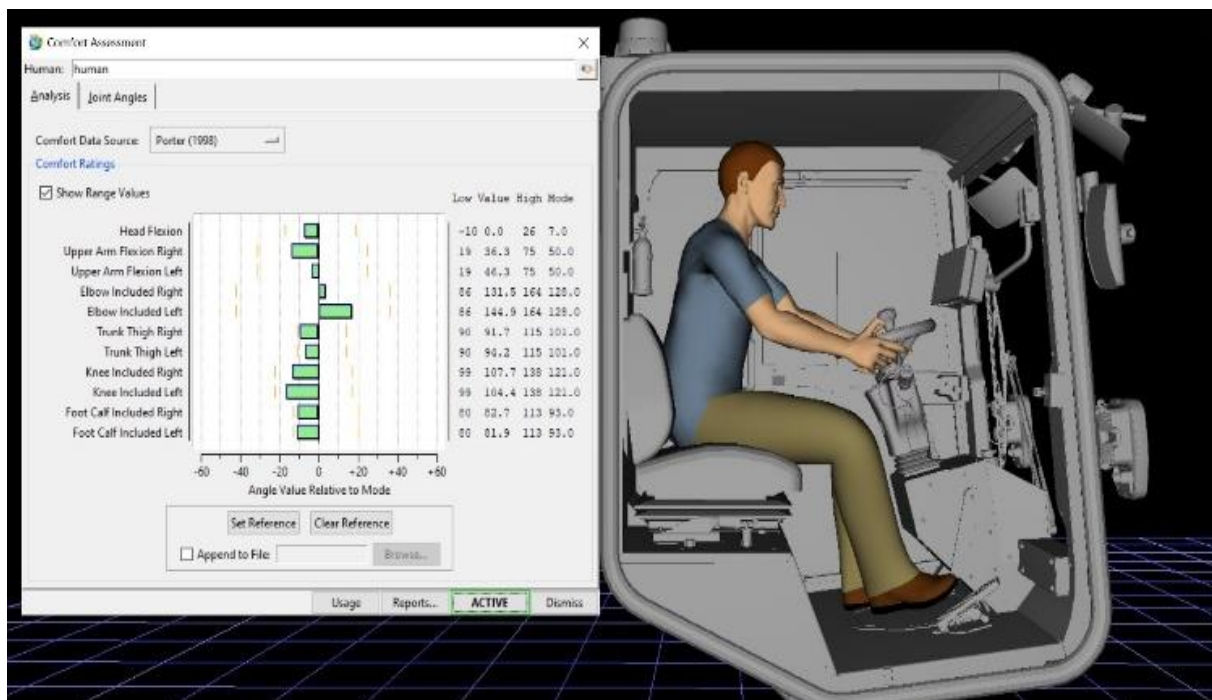 Comfort Assessment
Human: human
Analysis Joint Angles
Comfort Data Source: Porter (1998)
Comfort Ratings
Show Range Values
Low Value High Mode
Head Flexion -10 0.0 26 7.0
Upper Arm Flexion Right 19 36.3 75 50.0
Upper Arm Flexion Left 19 46.3 75 50.0
Elbow Included Right 86 131.5 164 128.0
Elbow Included Left 86 144.9 164 128.0
Trunk Thigh Right 90 91.7 115 101.0
Trunk Thigh Left 90 94.2 115 101.0
Knee Included Right 99 107.7 138 121.0
Knee Included Left 99 104.4 138 121.0
Foot Calf Included Right 80 82.7 113 93.0
Foot Calf Included Left 80 81.9 113 93.0
-60 -40 -20 0 +20 +40 +60
Angle Value Relative to Mode
Set Reference Clear Reference
Append to File: Browse...
Usage Reports... ACTIVE Dismiss